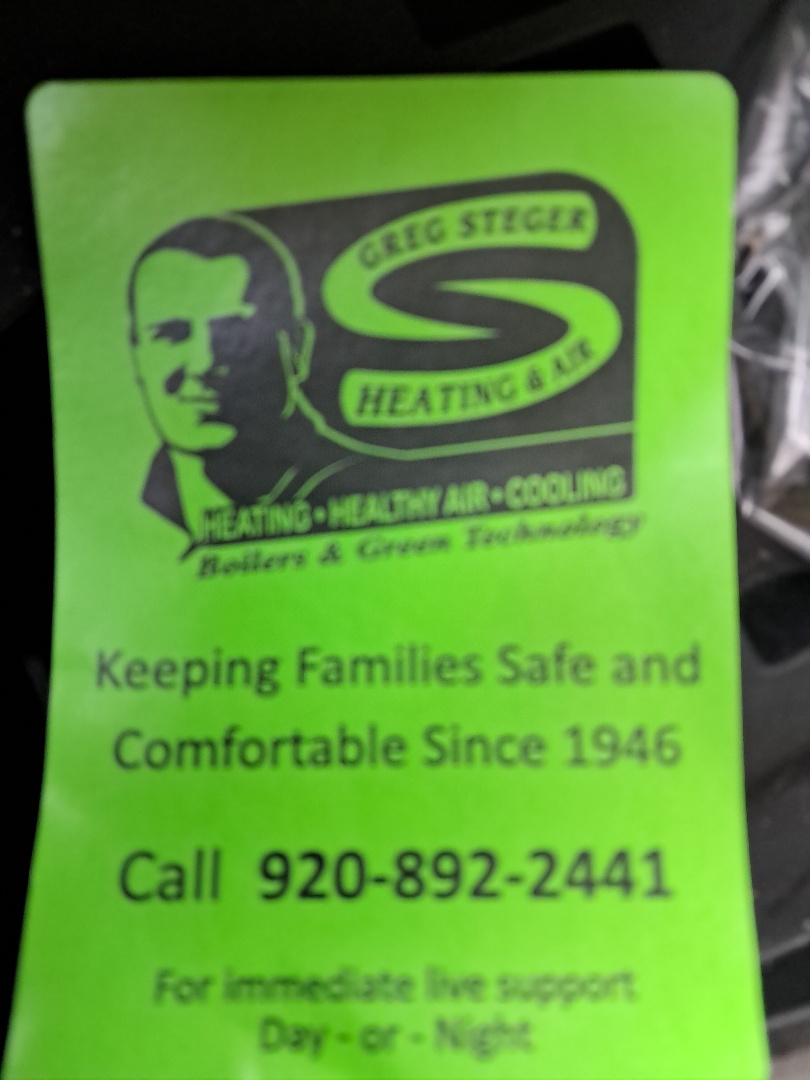 GREG STEGER
HEATING & AIR
HEATING • HEALTHY AIR • COOLING
Boilers & Green Technology
Keeping Families Safe and
Comfortable Since 1946
Call 920-892-2441
For immediate live support
Day - or - Night